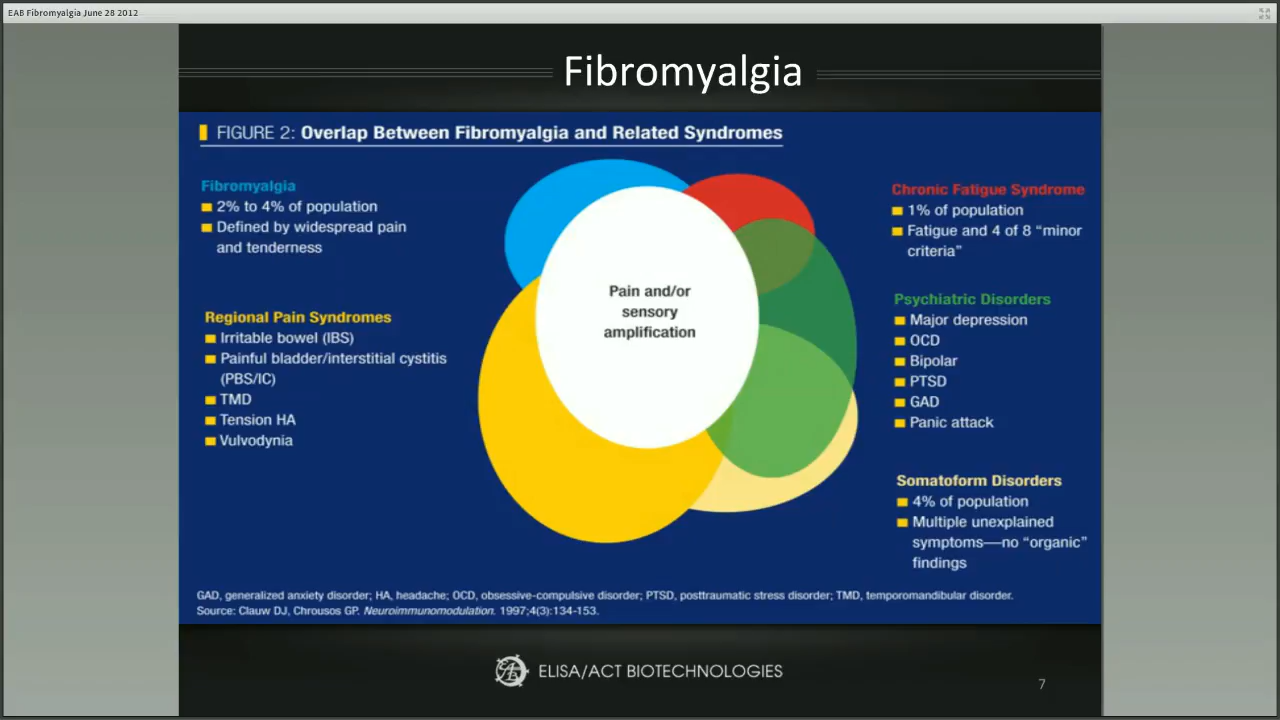 EAB Fibromyalgia June 28 2012
Fibromyalgia
FIGURE 2: Overlap Between Fibromyalgia and Related Syndromes
Fibromyalgia
2% to 4% of population
Defined by widespread pain
and tenderness
Regional Pain Syndromes
Irritable bowel (IBS)
Painful bladder/interstitial cystitis
(PBS/IC)
TMD
Tension HA
Vulvodynia
Pain and/or
sensory
amplification
Chronic Fatigue Syndrome
1% of population
Fatigue and 4 of 8 “minor
criteria”
Psychiatric Disorders
Major depression
OCD
Bipolar
PTSD
GAD
Panic attack
Somatoform Disorders
4% of population
Multiple unexplained
symptoms—no “organic”
findings
GAD, generalized anxiety disorder; HA, headache; OCD, obsessive-compulsive disorder; PTSD, posttraumatic stress disorder; TMD, temporomandibular disorder.
Source: Clauw DJ, Chrousos GP. Neuroimmunomodulation. 1997;4(3):134-153.
EAB
ELISA/ACT BIOTECHNOLOGIES
7